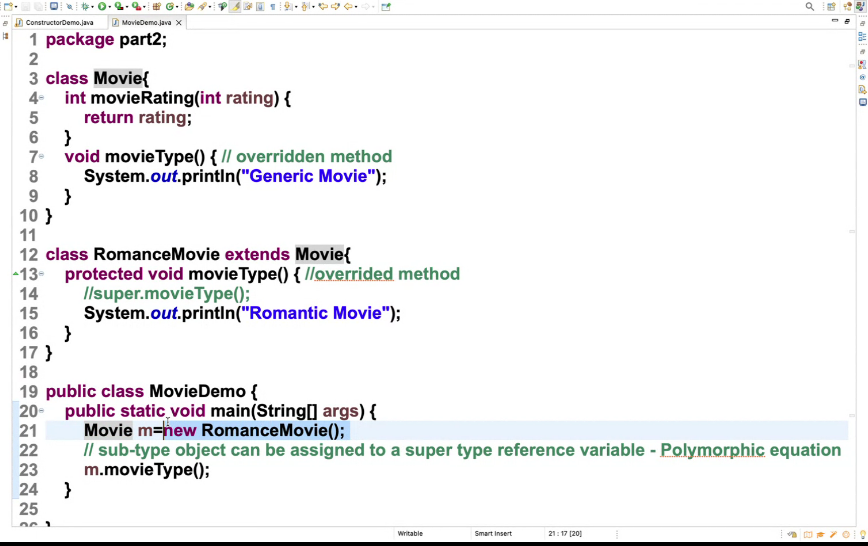 ConstructorDemo.java
MovieDemo.java
1 package part2;
2
3 class Movie{
4 int movieRating(int rating) {
5 return rating;
6 }
7 void movieType() { // overridden method
8 System.out.println("Generic Movie");
9 }
10 }
11
12 class RomanceMovie extends Movie{
13 protected void movieType() { //overrided method
14 //super.movieType();
15 System.out.println("Romantic Movie");
16 }
17 }
18
19 public class MovieDemo {
20 public static void main(String[] args) {
21 Movie m=new RomanceMovie();
22 // sub-type object can be assigned to a super type reference variable - Polymorphic equation
23 m.movieType();
24 }
25
26 }
Writable Smart Insert 21 : 17 [20]